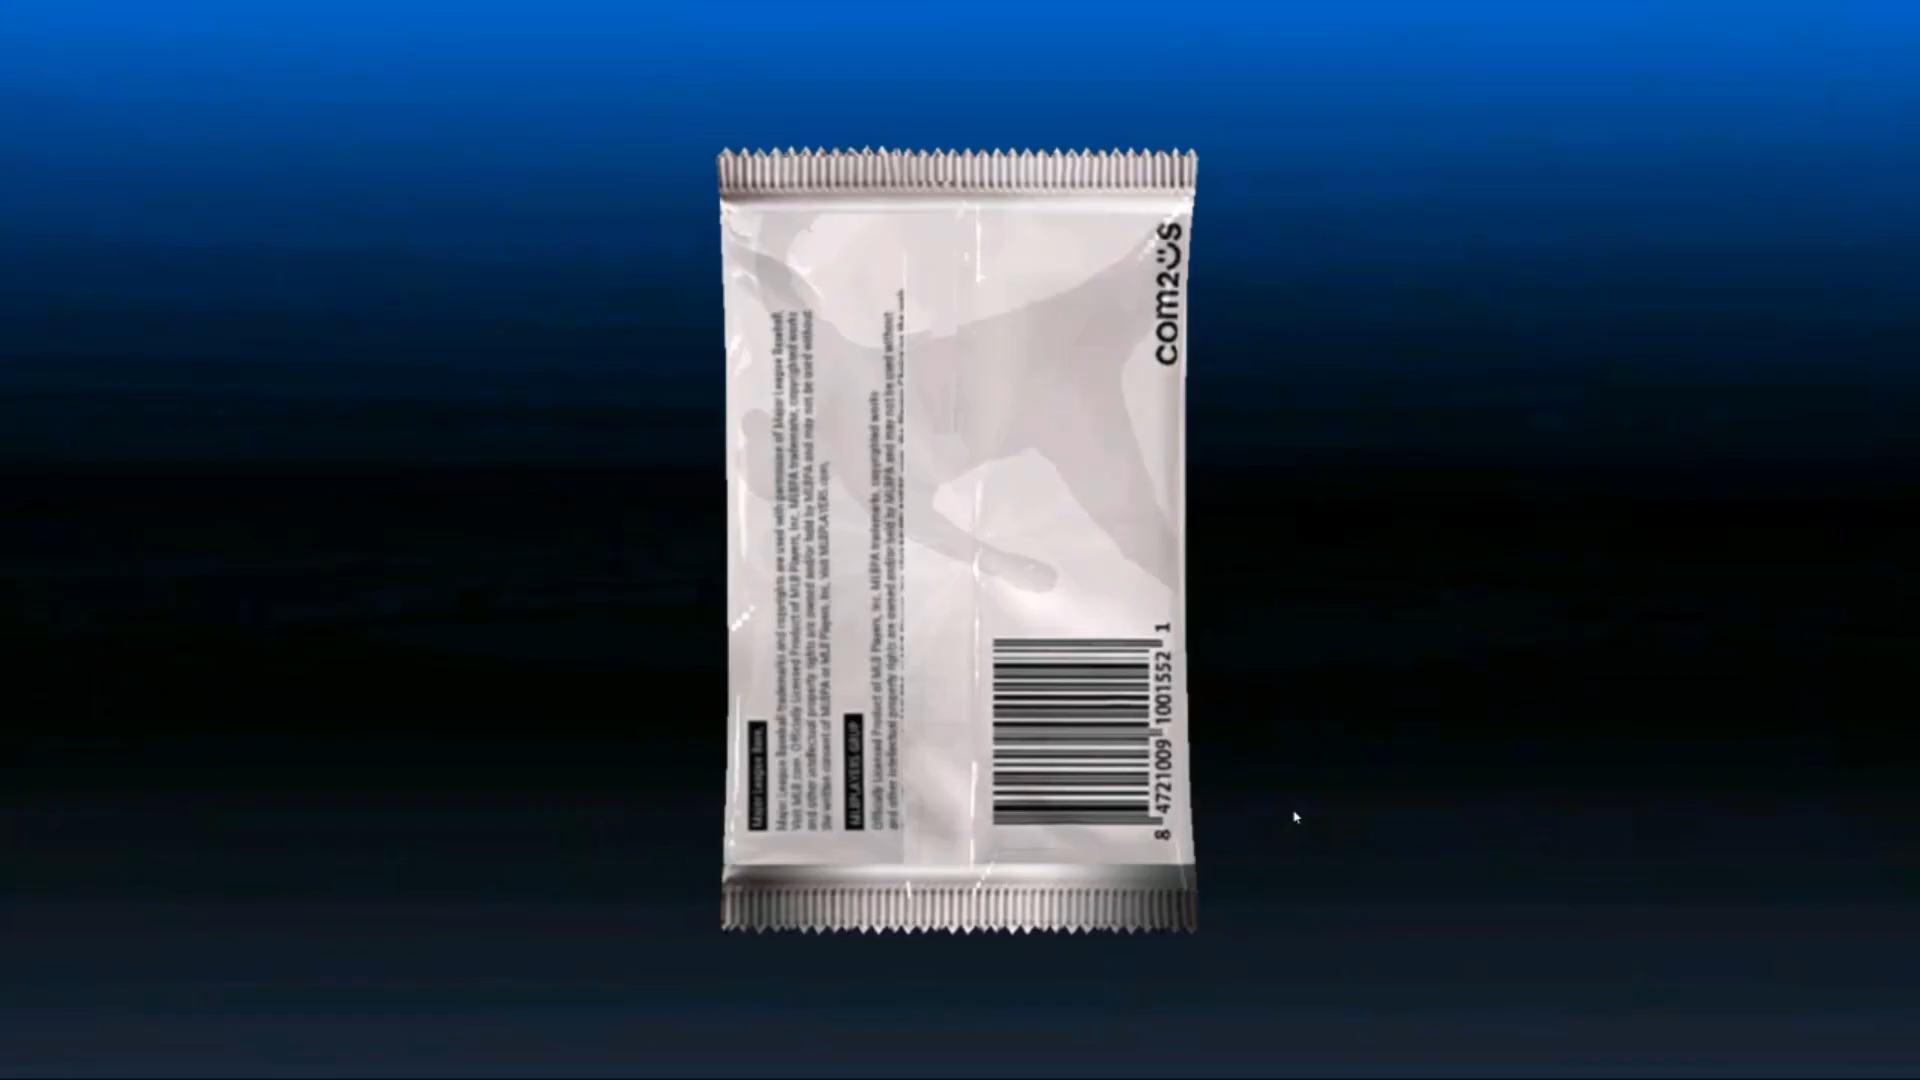 com2us
Major League Base,
Major League Baseball trademarks and copyrights are used with permission of Major League Baseball.
Visit MLB.com. Officially Licensed Product of MLB Players, Inc. MLBPA trademarks, copyrighted works
and other intellectual property rights are owned and/or held by MLBPA and may not be used without
the written consent of MLBPA or MLB Players, Inc. Visit MLBPLAYERS.com,
MLBPLAYERS GRUP
Officially Licensed Product of MLB Players, Inc. MLBPA trademarks, copyrighted works
and other intellectual property rights are owned and/or held by MLBPA and may not be used without
8 4721009 1001552 1